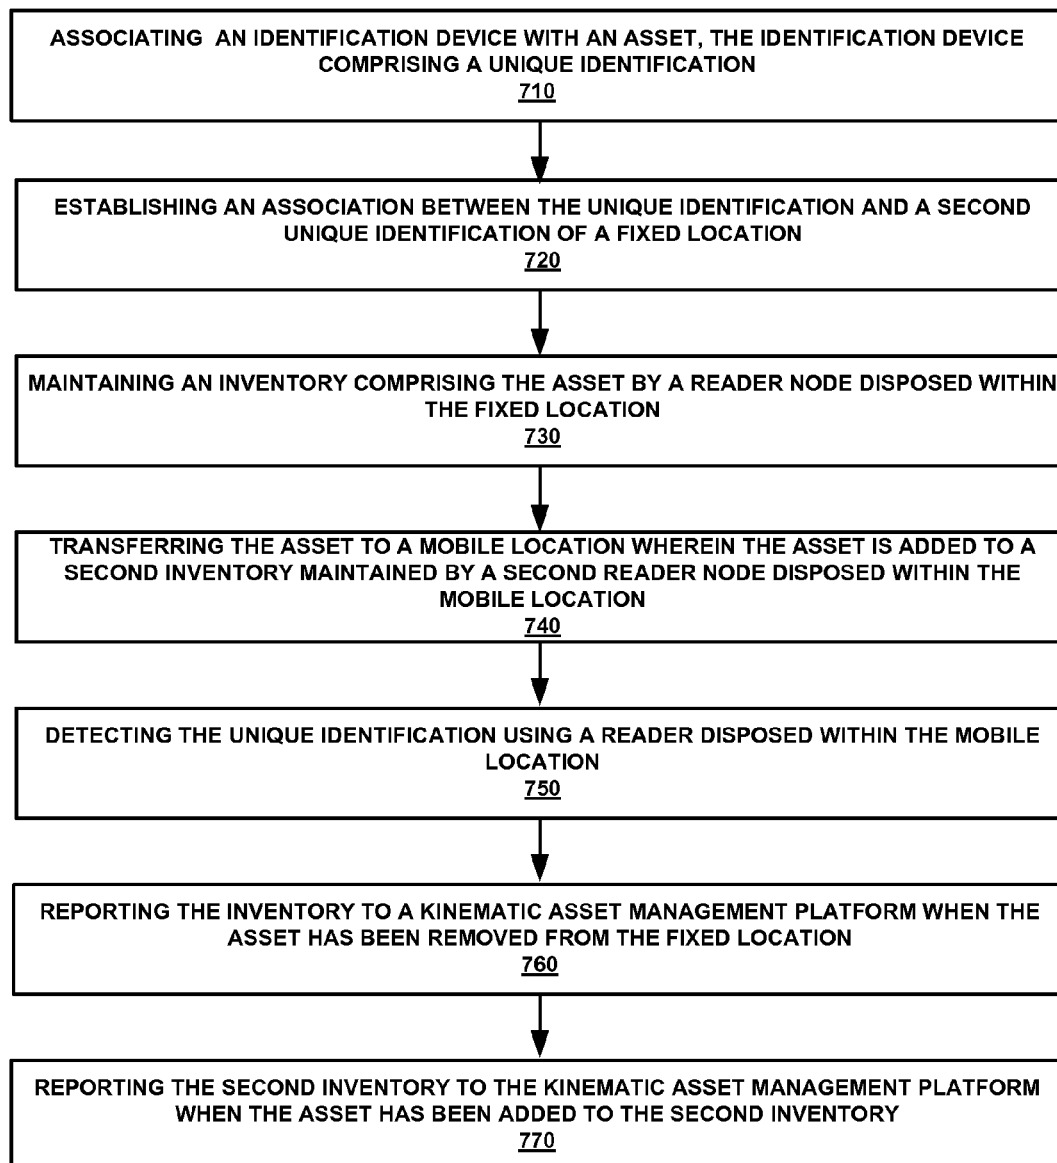 ASSOCIATING AN IDENTIFICATION DEVICE WITH AN ASSET, THE IDENTIFICATION DEVICE
COMPRISING A UNIQUE IDENTIFICATION
710
ESTABLISHING AN ASSOCIATION BETWEEN THE UNIQUE IDENTIFICATION AND A SECOND
UNIQUE IDENTIFICATION OF A FIXED LOCATION
720
MAINTAINING AN INVENTORY COMPRISING THE ASSET BY A READER NODE DISPOSED WITHIN
THE FIXED LOCATION
730
TRANSFERRING THE ASSET TO A MOBILE LOCATION WHEREIN THE ASSET IS ADDED TO A
SECOND INVENTORY MAINTAINED BY A SECOND READER NODE DISPOSED WITHIN THE
MOBILE LOCATION
740
DETECTING THE UNIQUE IDENTIFICATION USING A READER DISPOSED WITHIN THE MOBILE
LOCATION
750
REPORTING THE INVENTORY TO A KINEMATIC ASSET MANAGEMENT PLATFORM WHEN THE
ASSET HAS BEEN REMOVED FROM THE FIXED LOCATION
760
REPORTING THE SECOND INVENTORY TO THE KINEMATIC ASSET MANAGEMENT PLATFORM
WHEN THE ASSET HAS BEEN ADDED TO THE SECOND INVENTORY
770